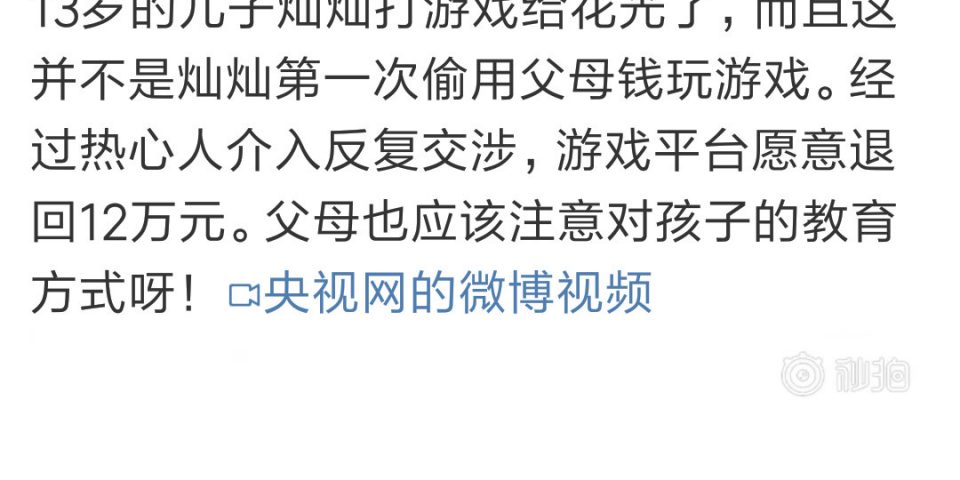 13岁的儿子灿灿打游戏给花光了，而且这
并不是灿灿第一次偷用父母钱玩游戏。经
过热心人介入反复交涉，游戏平台愿意退
回12万元。父母也应该注意对孩子的教育
方式呀！央视网的微博视频
秒拍